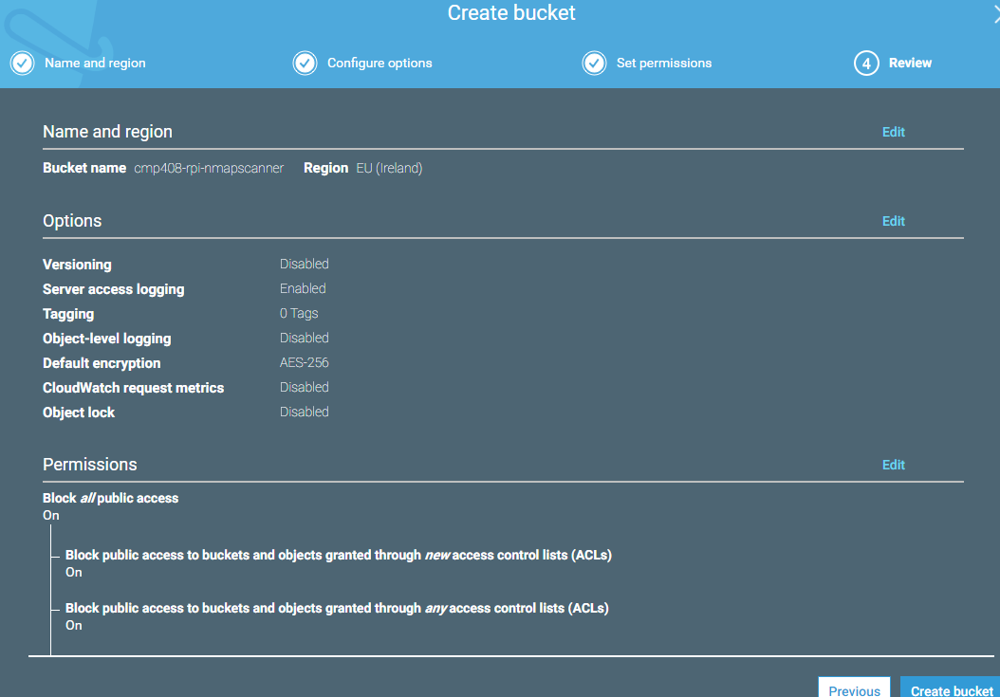 Create bucket
Name and region Configure options Set permissions 4 Review
Name and region Edit
Bucket name cmp408-rpi-nmapscanner Region EU (Ireland)
Options Edit
Versioning Disabled
Server access logging Enabled
Tagging 0 Tags
Object-level logging Disabled
Default encryption AES-256
CloudWatch request metrics Disabled
Object lock Disabled
Permissions Edit
Block all public access
On
Block public access to buckets and objects granted through new access control lists (ACLs)
On
Block public access to buckets and objects granted through any access control lists (ACLs)
On
Previous Create bucket